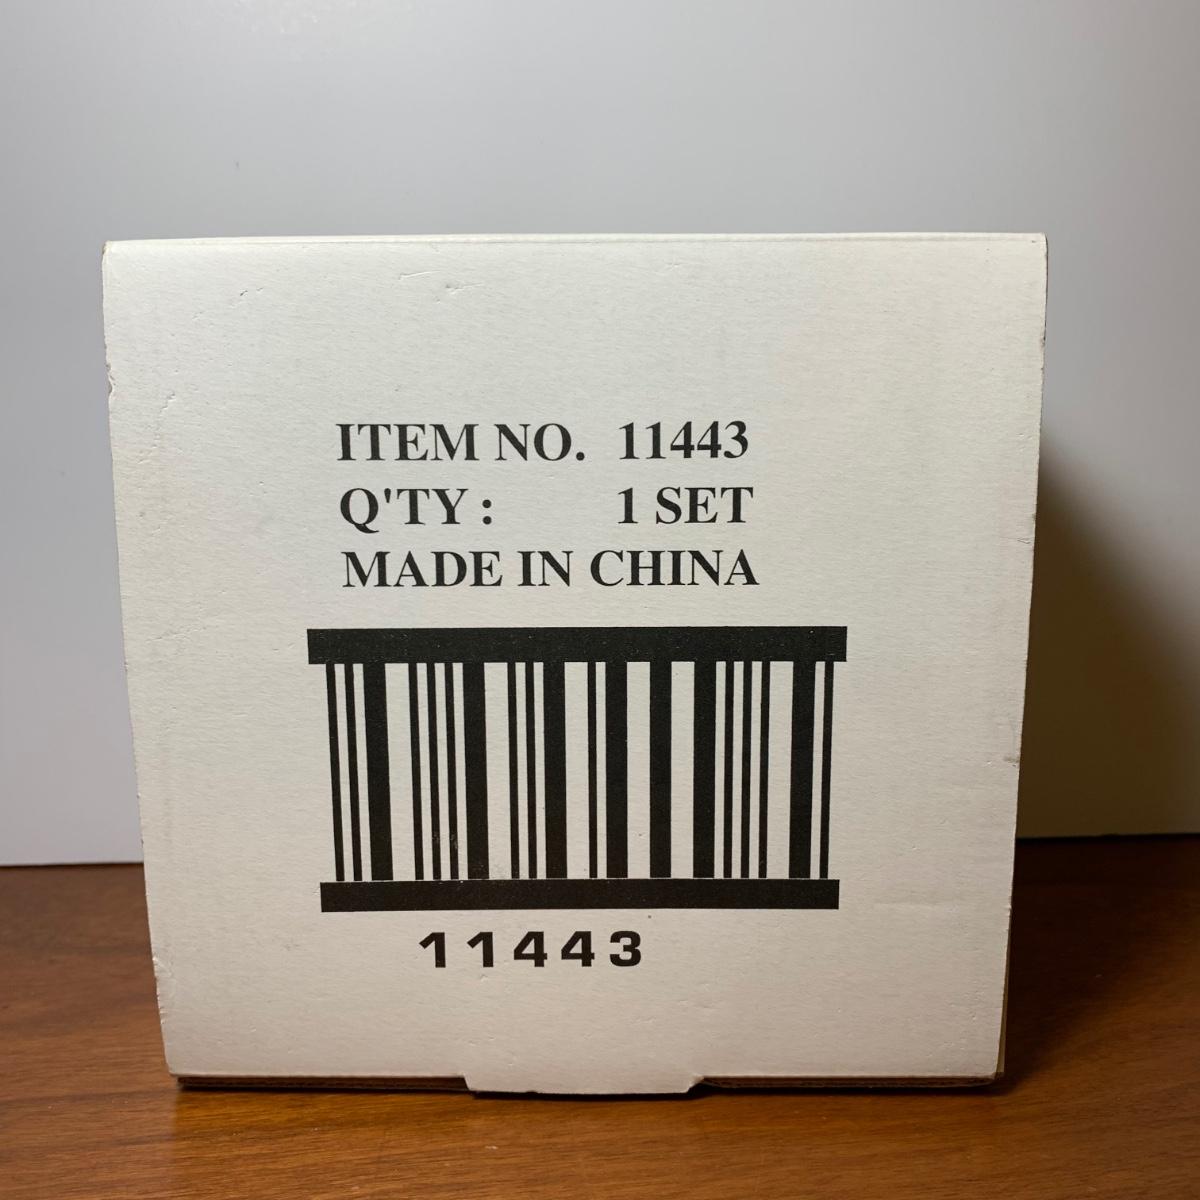 ITEM NO. 11443
Q'TY : 1 SET
MADE IN CHINA
11443